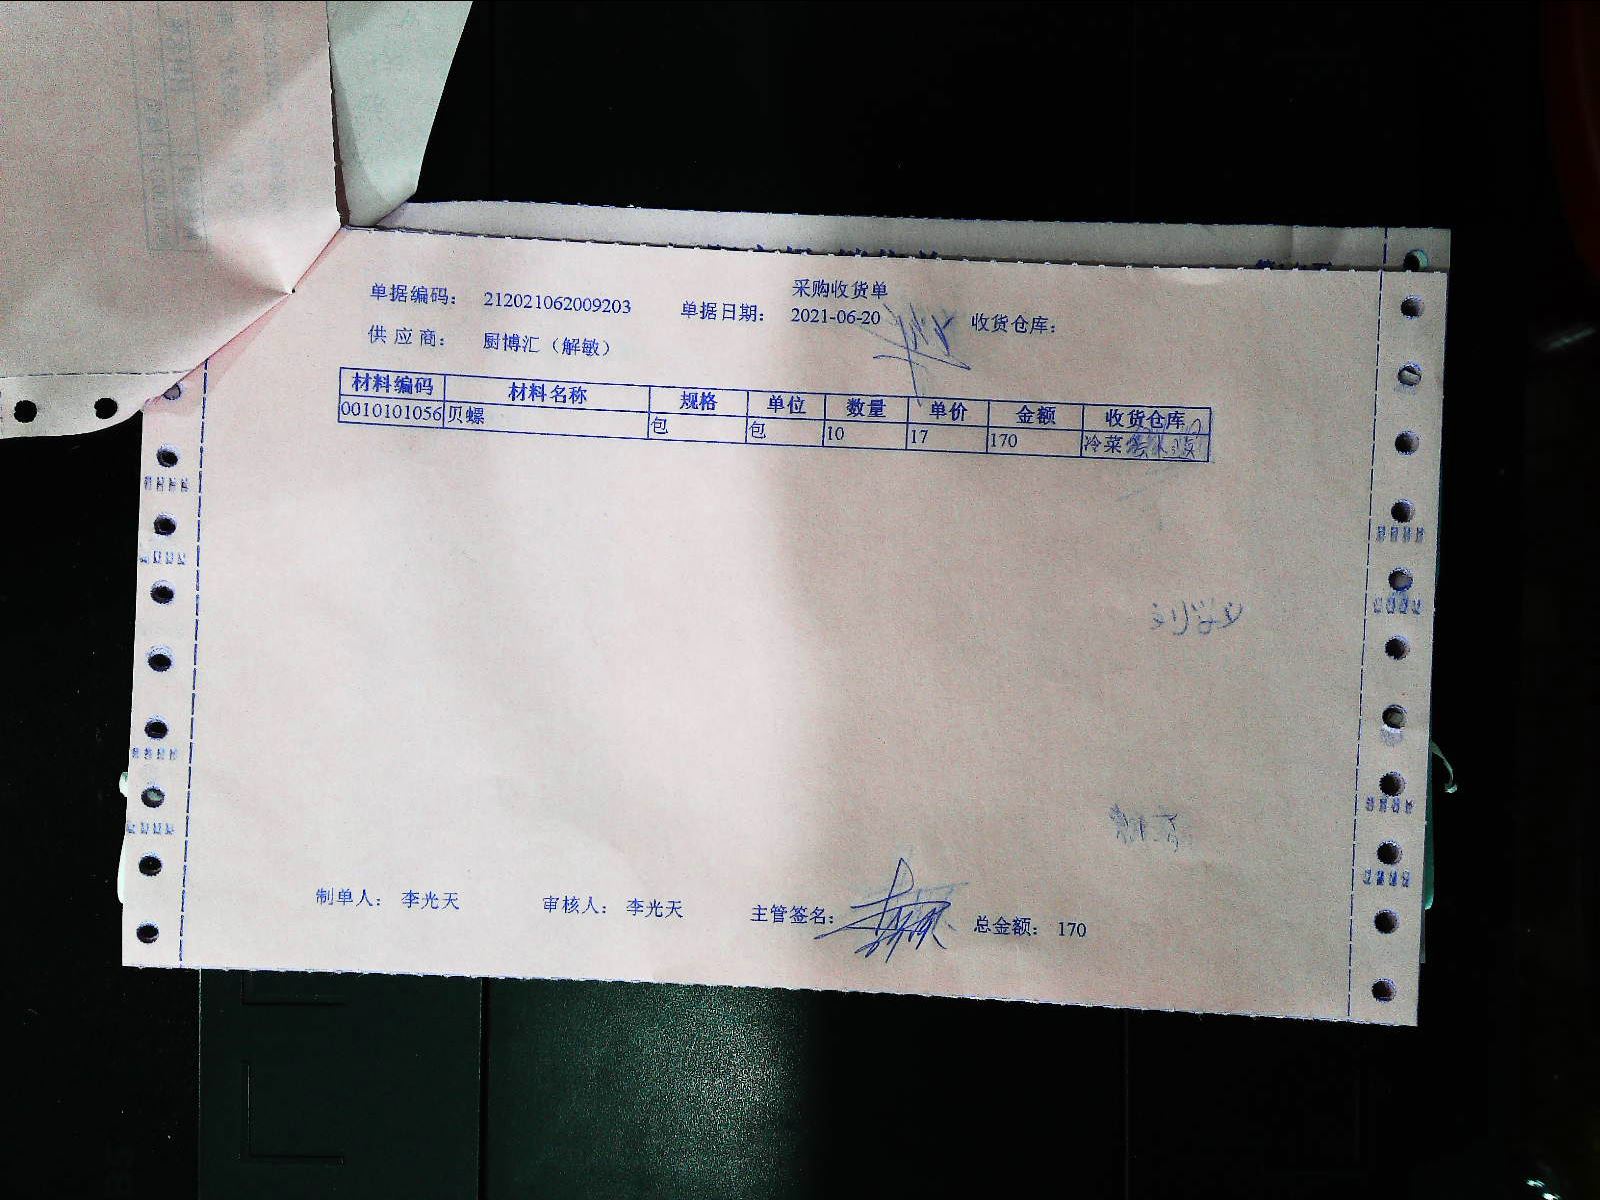 采购收货单
单据编码： 212021062009203 单据日期： 2021-06-20 收货仓库：
供 应 商： 厨博汇（解敏）
材料编码 材料名称 规格 单位 数量 单价 金额 收货仓库
0010101056 贝螺 包 包 10 17 170 冷菜
制单人： 李光天 审核人： 李光天 主管签名： 总金额： 170